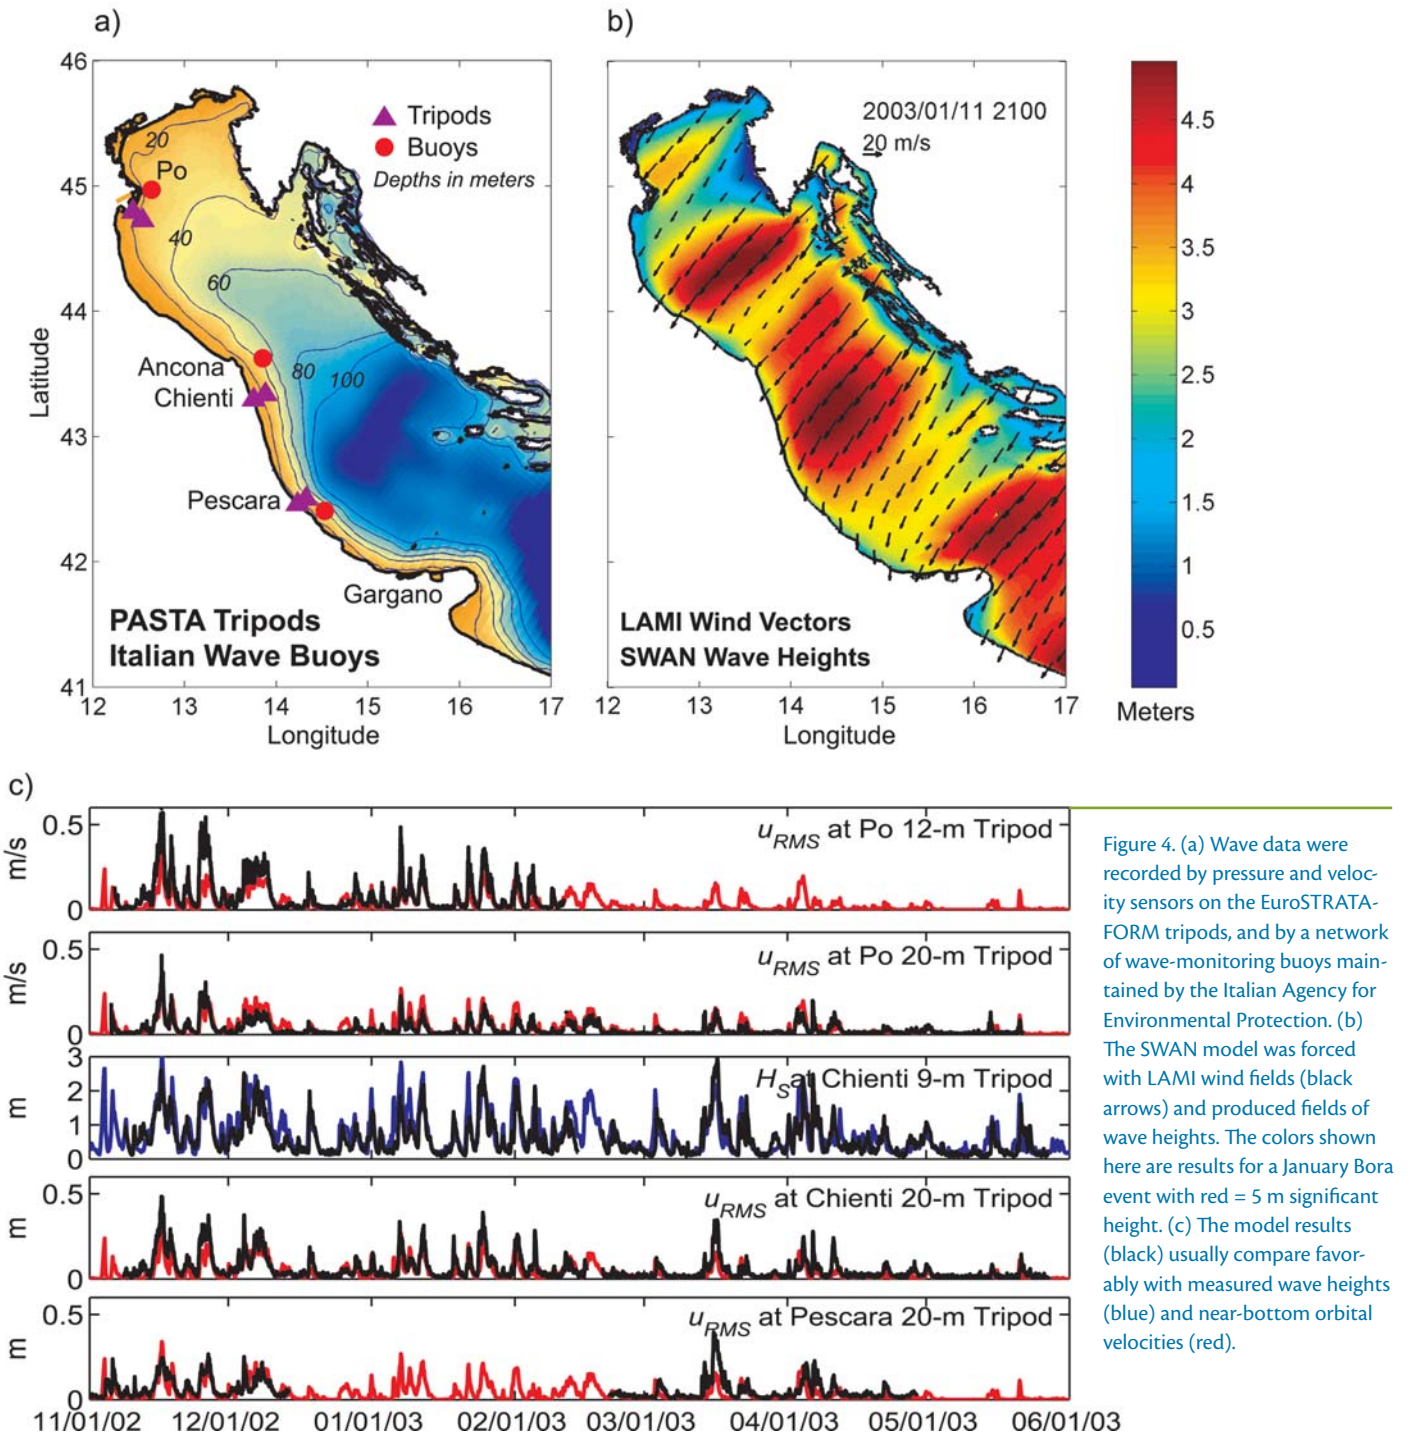 a)
46
45
44
43
42
41
Latitude
12
13
14
15
16
17
Longitude
Tripods
Buoys
Depths in meters
20
Po
40
60
80
100
Ancona
Chienti
Pescara
Gargano
PASTA Tripods
Italian Wave Buoys
b)
2003/01/11 2100
20 m/s
LAMI Wind Vectors
SWAN Wave Heights
12
13
14
15
16
17
Longitude
4.5
4
3.5
3
2.5
2
1.5
1
0.5
Meters
c)
m/s
0.5
0
uRMS at Po 12-m Tripod
m/s
0.5
0
uRMS at Po 20-m Tripod
m
3
2
1
0
HS at Chienti 9-m Tripod
m
0.5
0
uRMS at Chienti 20-m Tripod
m
0.5
0
uRMS at Pescara 20-m Tripod
11/01/02
12/01/02
01/01/03
02/01/03
03/01/03
04/01/03
05/01/03
06/01/03
Figure 4. (a) Wave data were
recorded by pressure and veloc-
ity sensors on the EuroSTRATA-
FORM tripods, and by a network
of wave-monitoring buoys main-
tained by the Italian Agency for
Environmental Protection. (b)
The SWAN model was forced
with LAMI wind fields (black
arrows) and produced fields of
wave heights. The colors shown
here are results for a January Bora
event with red = 5 m significant
height. (c) The model results
(black) usually compare favor-
ably with measured wave heights
(blue) and near-bottom orbital
velocities (red).